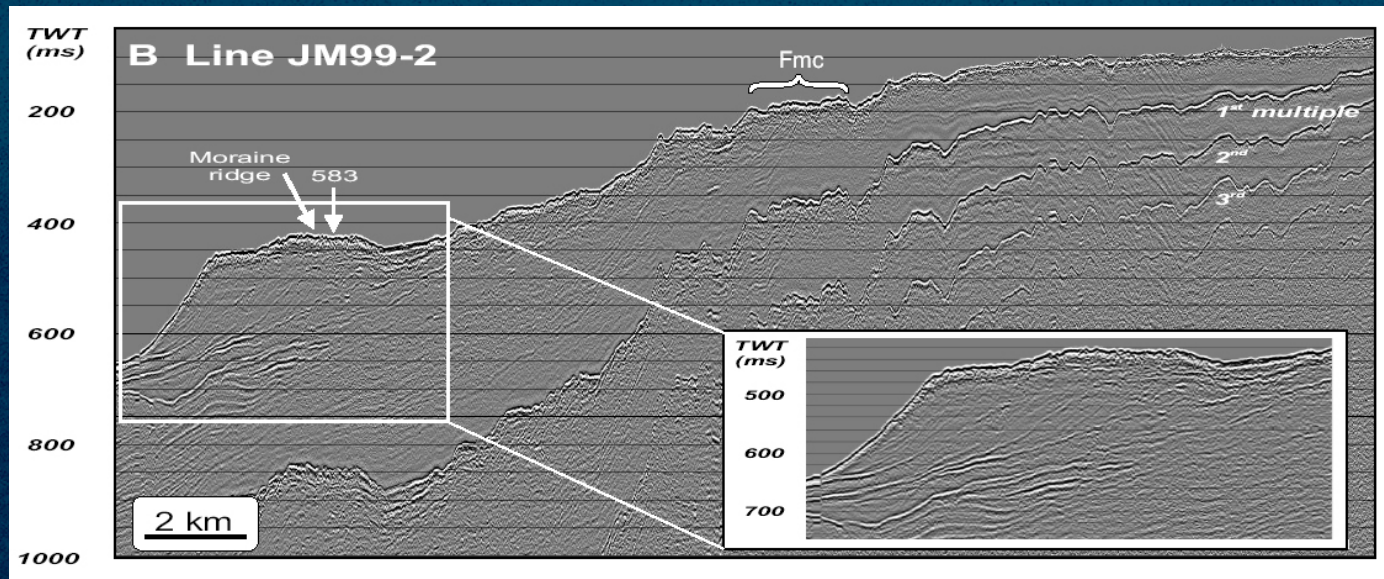 TWT
(ms)
B Line JM99-2
Fmc
200
1st multiple
2nd
3rd
Moraine
ridge
583
400
600
800
1000
2 km
TWT
(ms)
500
600
700